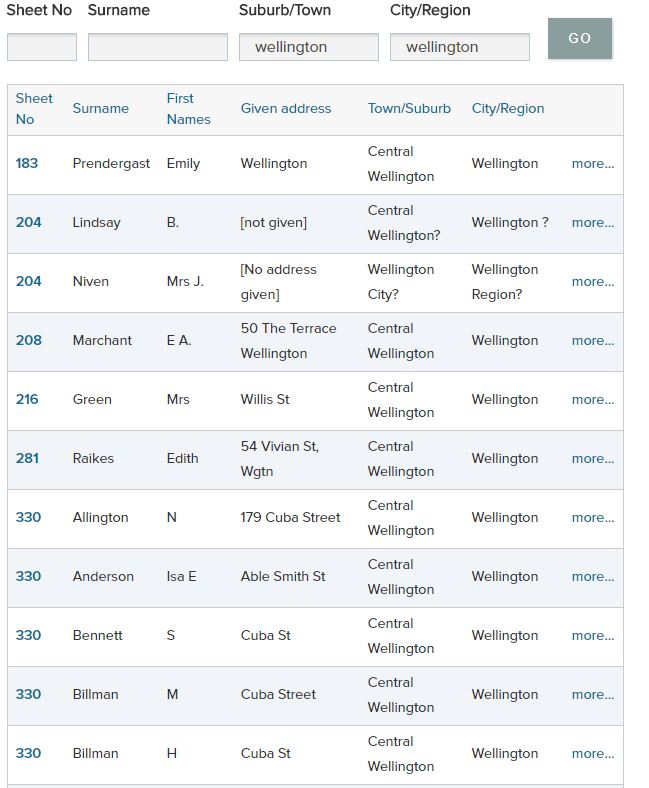 Sheet No Surname Suburb/Town City/Region
wellington wellington GO
Sheet No Surname First Names Given address Town/Suburb City/Region
183 Prendergast Emily Wellington Central Wellington Wellington more...
204 Lindsay B. [not given] Central Wellington? Wellington ? more...
204 Niven Mrs J. [No address given] Wellington City? Wellington Region? more...
208 Marchant E A. 50 The Terrace Wellington Central Wellington Wellington more...
216 Green Mrs Willis St Central Wellington Wellington more...
281 Raikes Edith 54 Vivian St, Wgtn Central Wellington Wellington more...
330 Allington N 179 Cuba Street Central Wellington Wellington more...
330 Anderson Isa E Able Smith St Central Wellington Wellington more...
330 Bennett S Cuba St Central Wellington Wellington more...
330 Billman M Cuba Street Central Wellington Wellington more...
330 Billman H Cuba St Central Wellington Wellington more...